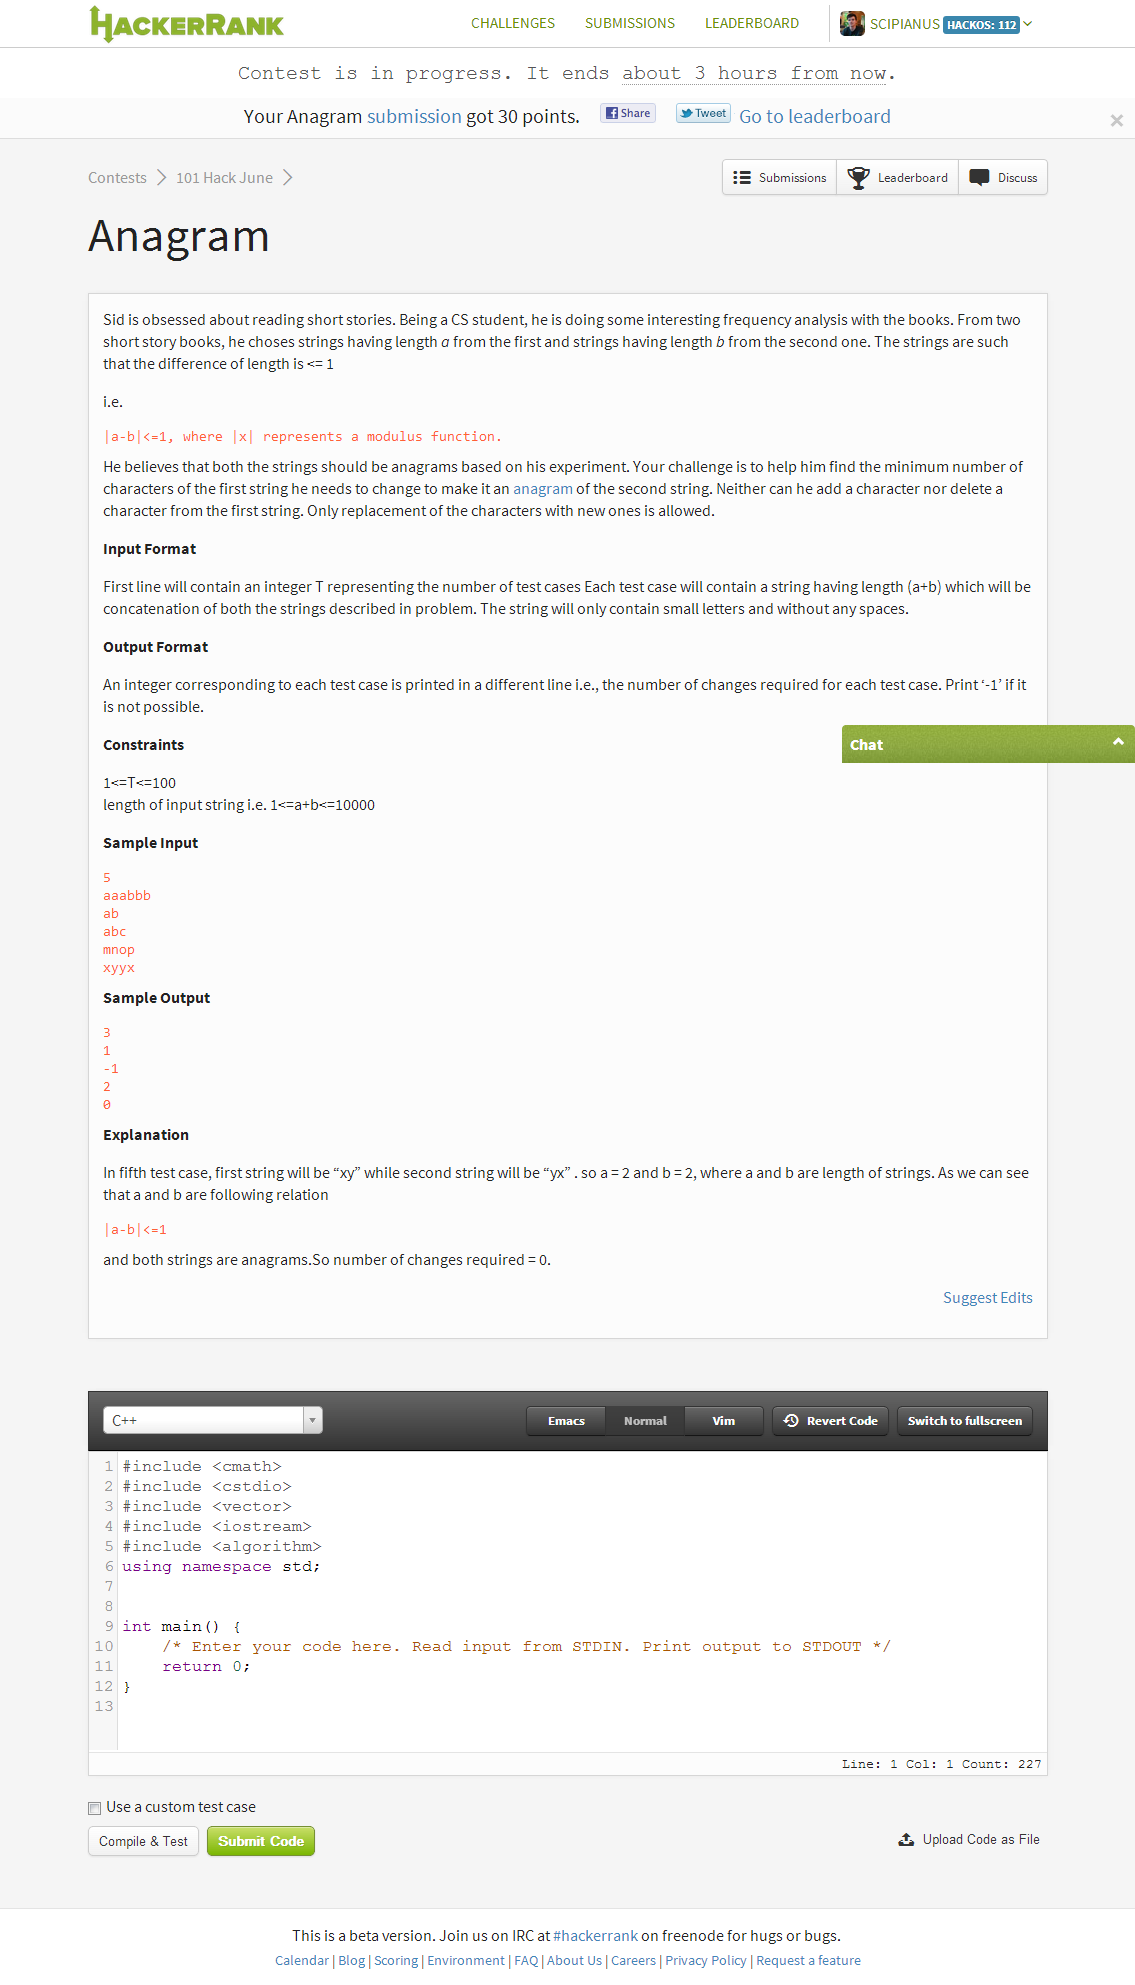 HACKERRANK
CHALLENGES SUBMISSIONS LEADERBOARD SCIPIANUS HACKOS: 112
Contest is in progress. It ends about 3 hours from now.
Your Anagram submission got 30 points. Share Tweet Go to leaderboard ×
Contests 101 Hack June
Submissions Leaderboard Discuss
Anagram
Sid is obsessed about reading short stories. Being a CS student, he is doing some interesting frequency analysis with the books. From two
short story books, he choses strings having length a from the first and strings having length b from the second one. The strings are such
that the difference of length is <= 1
i.e.
|a-b|<=1, where |x| represents a modulus function.
He believes that both the strings should be anagrams based on his experiment. Your challenge is to help him find the minimum number of
characters of the first string he needs to change to make it an anagram of the second string. Neither can he add a character nor delete a
character from the first string. Only replacement of the characters with new ones is allowed.
Input Format
First line will contain an integer T representing the number of test cases Each test case will contain a string having length (a+b) which will be
concatenation of both the strings described in problem. The string will only contain small letters and without any spaces.
Output Format
An integer corresponding to each test case is printed in a different line i.e., the number of changes required for each test case. Print ‘-1’ if it
is not possible.
Chat
Constraints
1<=T<=100
length of input string i.e. 1<=a+b<=10000
Sample Input
5
aaabbb
ab
abc
mnop
xyyx
Sample Output
3
1
-1
2
0
Explanation
In fifth test case, first string will be “xy” while second string will be “yx” . so a = 2 and b = 2, where a and b are length of strings. As we can see
that a and b are following relation
|a-b|<=1
and both strings are anagrams.So number of changes required = 0.
Suggest Edits
C++ Emacs Normal Vim Revert Code Switch to fullscreen
1 #include <cmath>
2 #include <cstdio>
3 #include <vector>
4 #include <iostream>
5 #include <algorithm>
6 using namespace std;
7
8
9 int main() {
10 /* Enter your code here. Read input from STDIN. Print output to STDOUT */
11 return 0;
12 }
13
Line: 1 Col: 1 Count: 227
Use a custom test case
Compile & Test Submit Code Upload Code as File
This is a beta version. Join us on IRC at #hackerrank on freenode for hugs or bugs.
Calendar | Blog | Scoring | Environment | FAQ | About Us | Careers | Privacy Policy | Request a feature